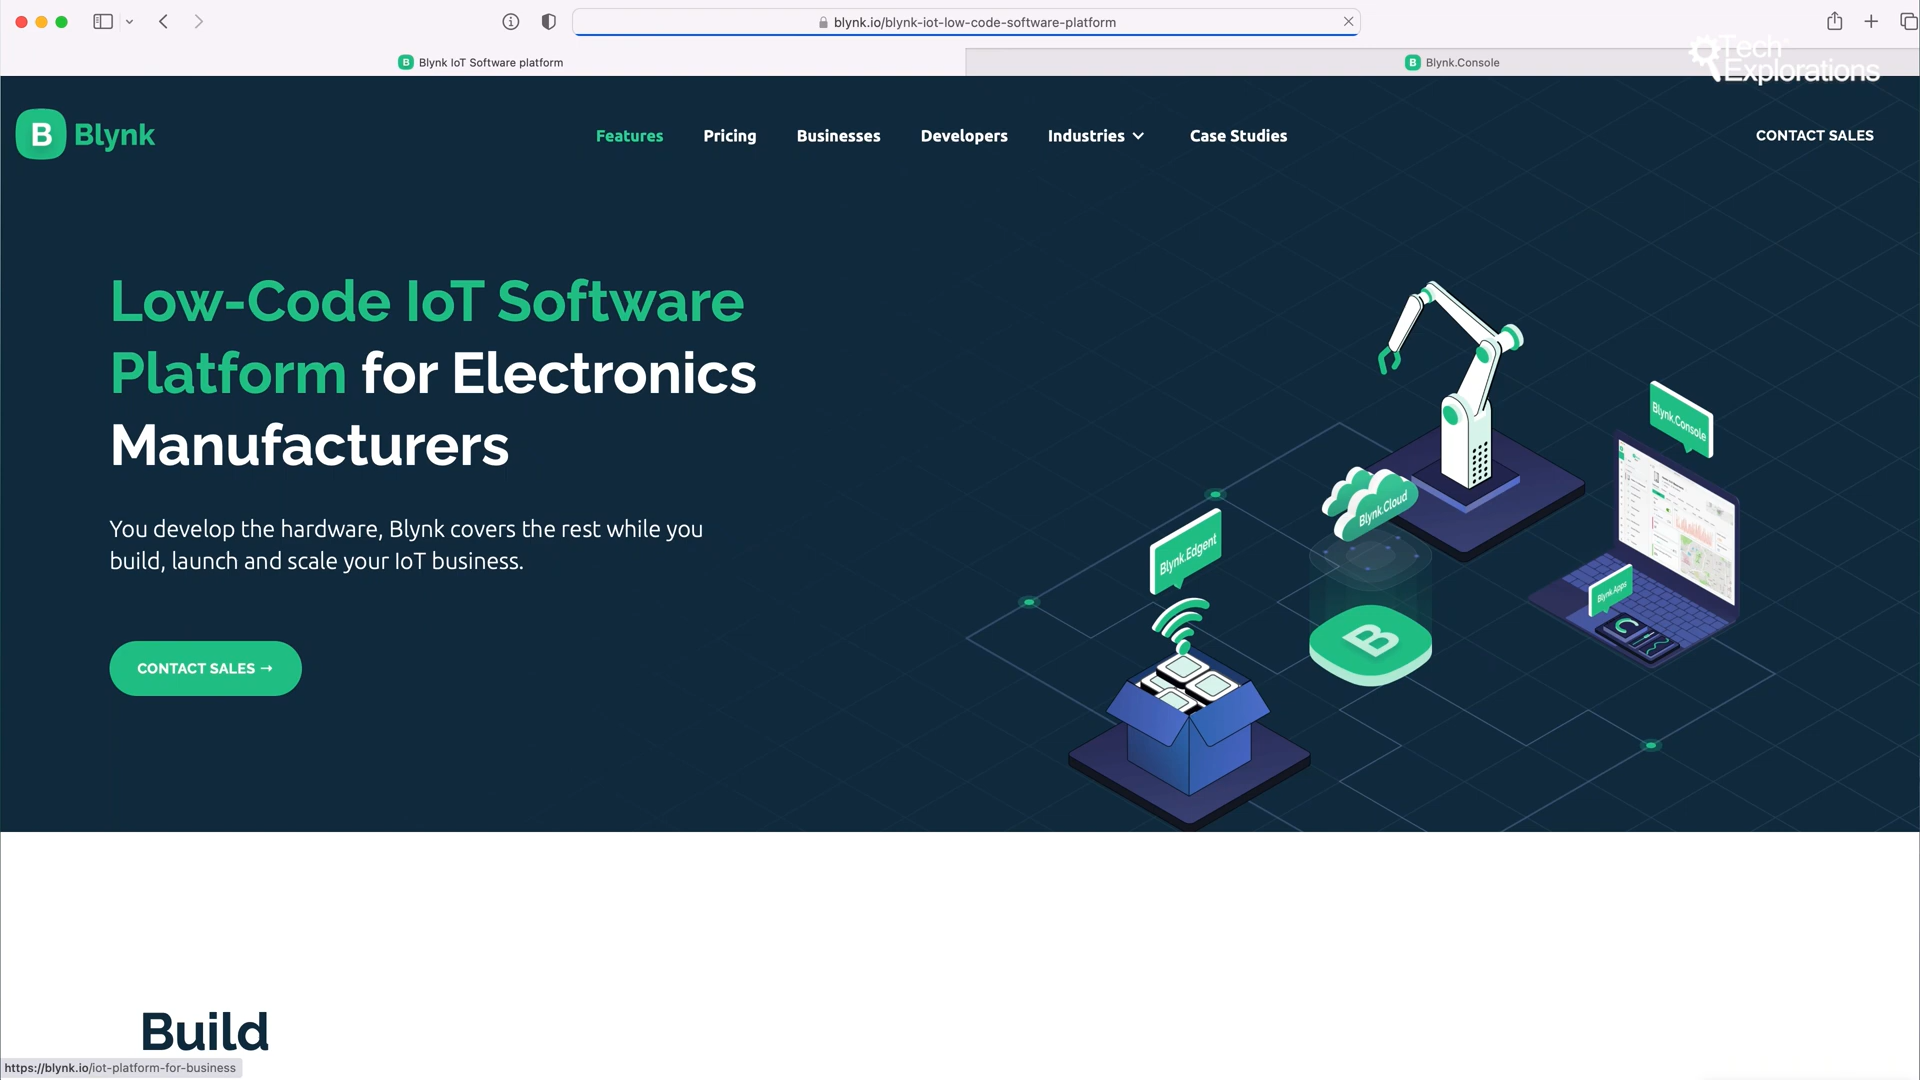 blynk.io/blynk-iot-low-code-software-platform
B Blynk IoT Software platform
B Blynk.Console
Tech
Explorations
B Blynk
Features
Pricing
Businesses
Developers
Industries
Case Studies
CONTACT SALES
Low-Code IoT Software
Platform for Electronics
Manufacturers
You develop the hardware, Blynk covers the rest while you
build, launch and scale your IoT business.
CONTACT SALES →
Blynk.Console
Blynk.Cloud
Blynk.Edgent
Blynk.Apps
B
Build
https://blynk.io/iot-platform-for-business